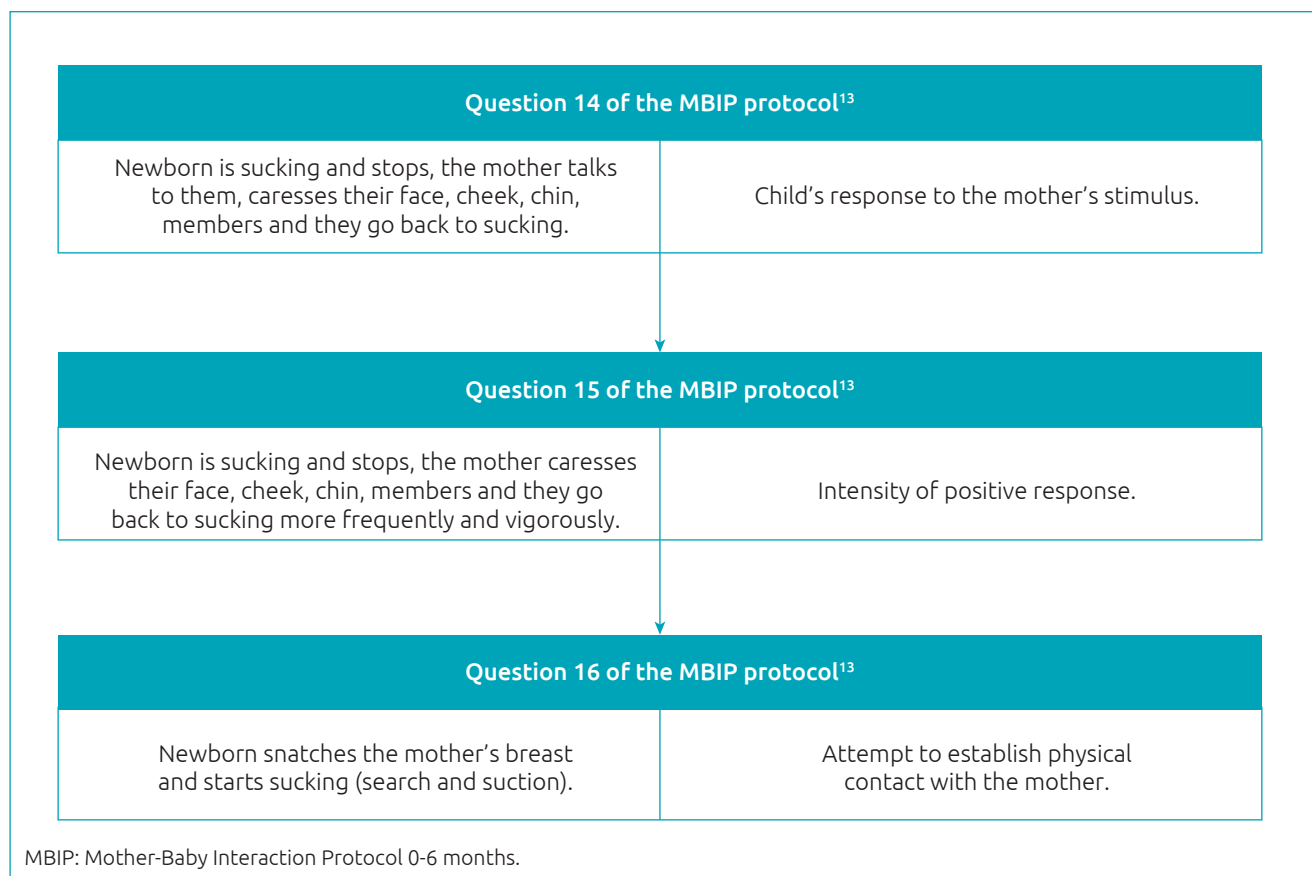 Question 14 of the MBIP protocol¹³
Newborn is sucking and stops, the mother talks
to them, caresses their face, cheek, chin,
members and they go back to sucking.
Child’s response to the mother’s stimulus.
Question 15 of the MBIP protocol¹³
Newborn is sucking and stops, the mother caresses
their face, cheek, chin, members and they go
back to sucking more frequently and vigorously.
Intensity of positive response.
Question 16 of the MBIP protocol¹³
Newborn snatches the mother’s breast
and starts sucking (search and suction).
Attempt to establish physical
contact with the mother.
MBIP: Mother-Baby Interaction Protocol 0-6 months.